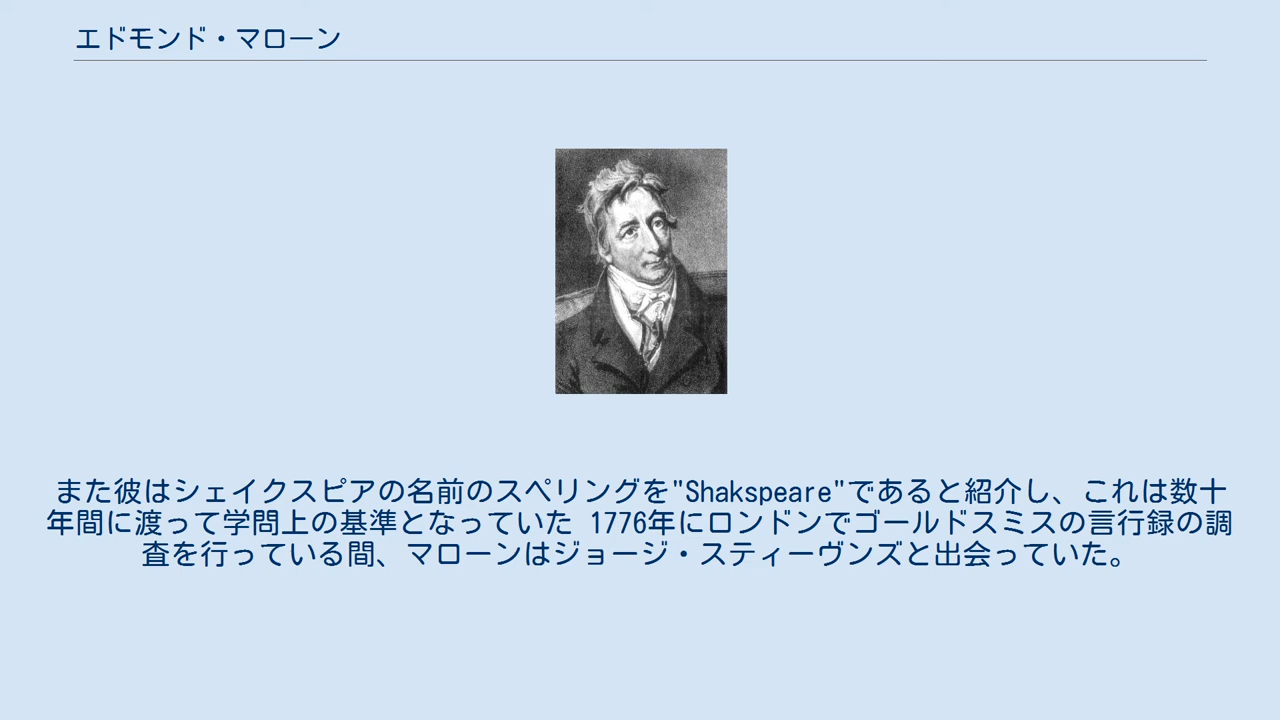 エドモンド・マローン
また彼はシェイクスピアの名前のスペリングを"Shakspeare"であると紹介し、これは数十
年間に渡って学問上の基準となっていた 1776年にロンドンでゴールドスミスの言行録の調
査を行っている間、マローンはジョージ・スティーヴンズと出会っていた。